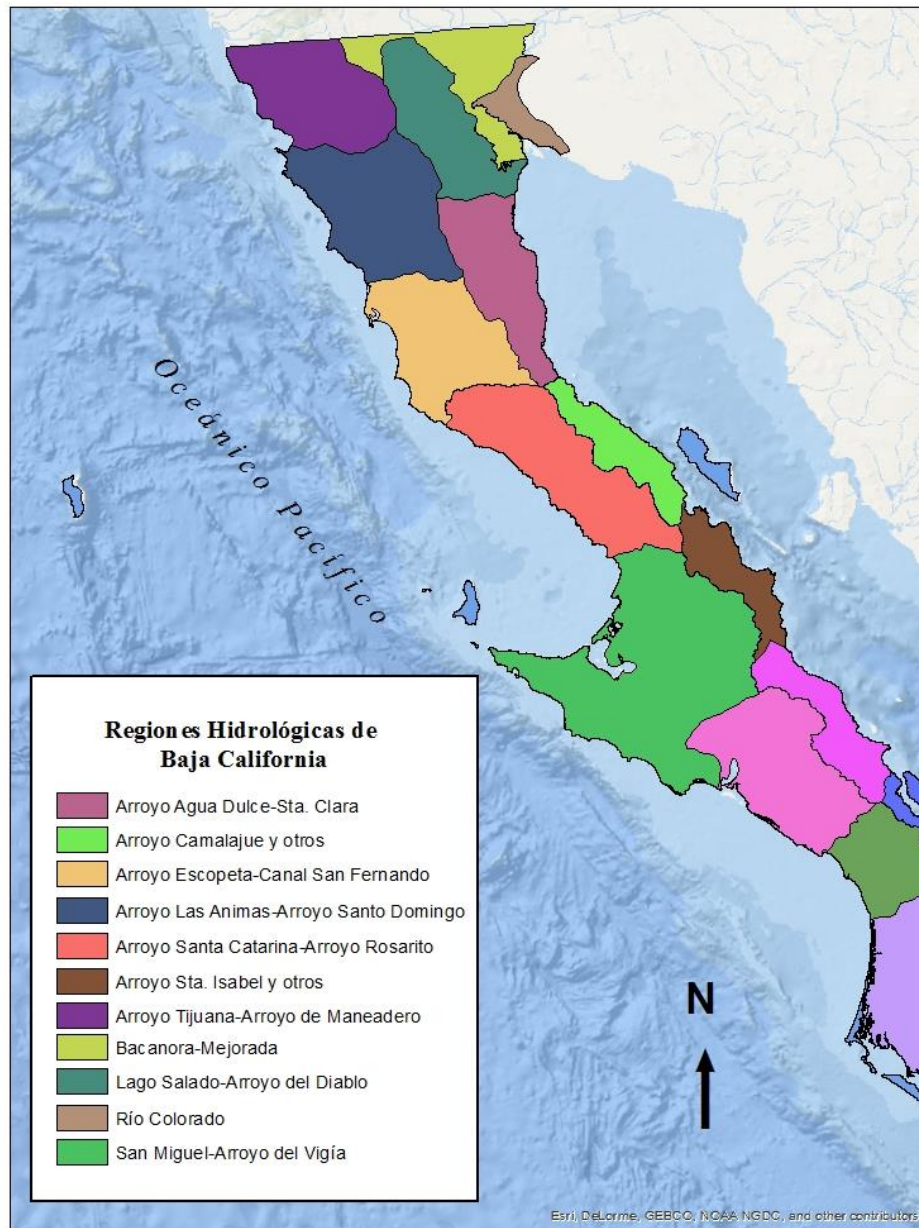 Oceánico Pacífico
Regiones Hidrológicas de
Baja California
Arroyo Agua Dulce-Sta. Clara
Arroyo Camalajue y otros
Arroyo Escopeta-Canal San Fernando
Arroyo Las Animas-Arroyo Santo Domingo
Arroyo Santa Catarina-Arroyo Rosarito
Arroyo Sta. Isabel y otros
Arroyo Tijuana-Arroyo de Maneadero
Bacanora-Mejorada
Lago Salado-Arroyo del Diablo
Río Colorado
San Miguel-Arroyo del Vigía
N
Esri, DeLorme, GEBCO, NOAA NGDC, and other contributors